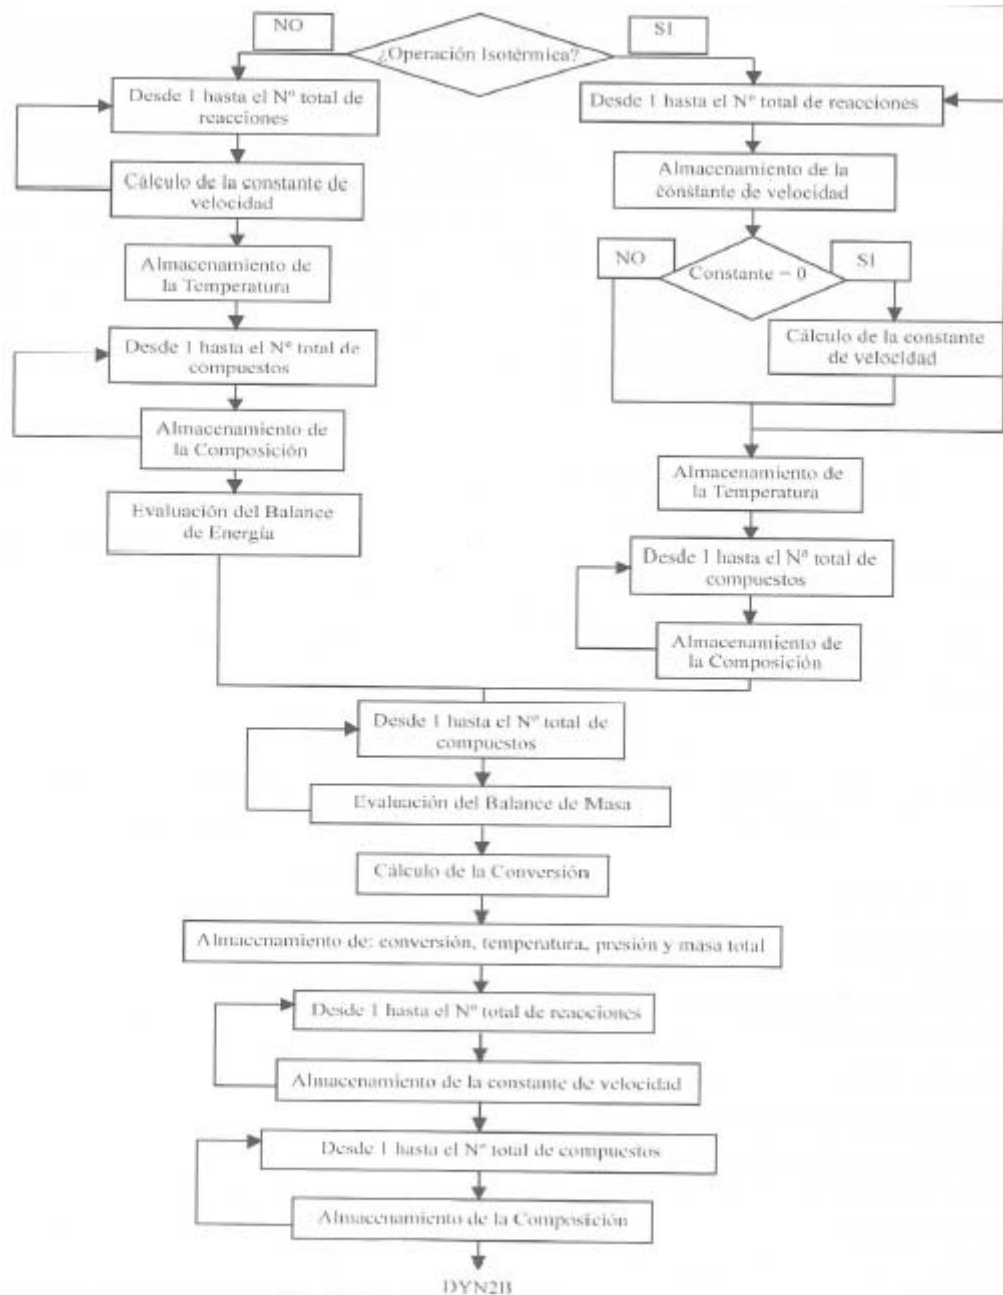 NO
¿Operación Isotérmica?
SI
Desde 1 hasta el Nº total de
reacciones
Cálculo de la constante de
velocidad
Almacenamiento de
la Temperatura
Desde 1 hasta el Nº total de
compuestos
Almacenamiento de
la Composición
Evaluación del Balance
de Energía
Desde 1 hasta el Nº total de reacciones
Almacenamiento de la
constante de velocidad
NO
Constante = 0
SI
Cálculo de la constante
de velocidad
Almacenamiento de
la Temperatura
Desde 1 hasta el Nº total de
compuestos
Almacenamiento de
la Composición
Desde 1 hasta el Nº total de
compuestos
Evaluación del Balance de Masa
Cálculo de la Conversión
Almacenamiento de: conversión, temperatura, presión y masa total
Desde 1 hasta el Nº total de reacciones
Almacenamiento de la constante de velocidad
Desde 1 hasta el Nº total de compuestos
Almacenamiento de la Composición
DYN2B